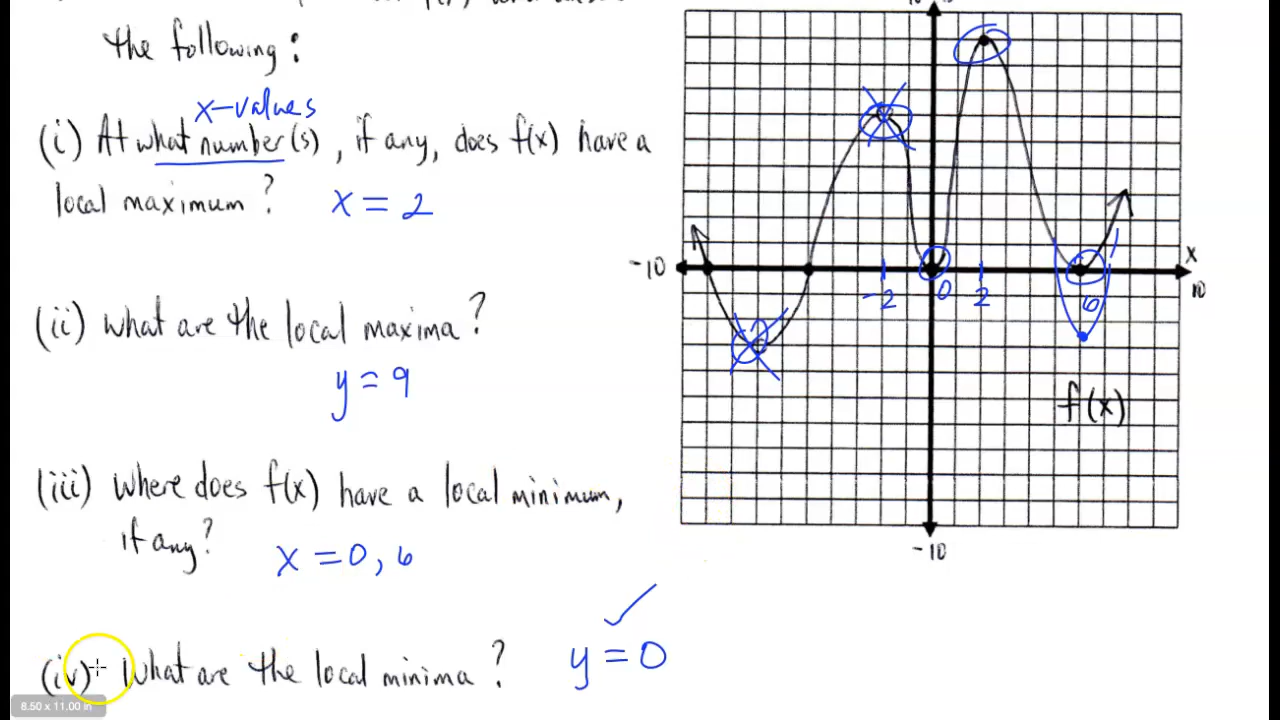 the following:
x-values
(i) At what number(s), if any, does f(x) have a
local maximum? x = 2
(ii) What are the local maxima?
y = 9
(iii) Where does f(x) have a local minimum,
if any? x = 0, 6
(iv) What are the local minima? y = 0
8.50 x 11.00 in
-10
x
10
-2
0
2
6
f(x)
-10